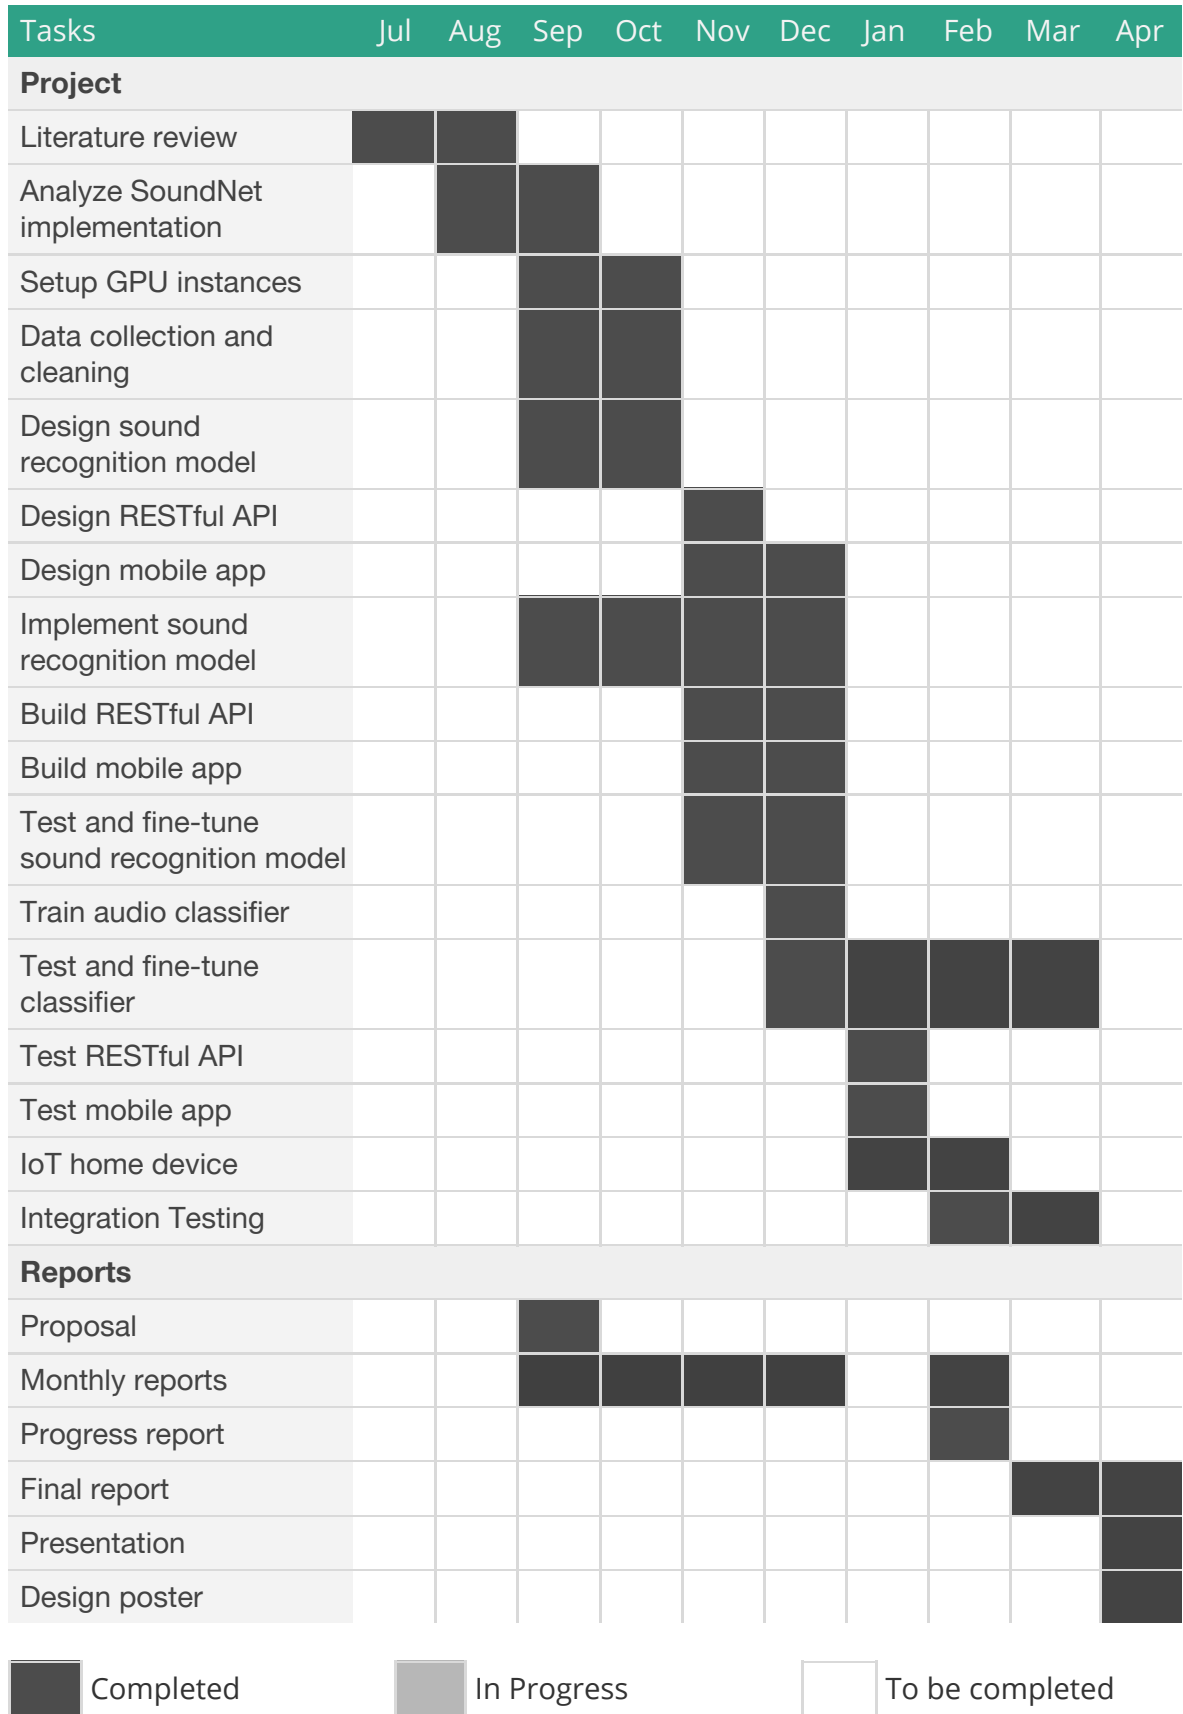 Tasks Jul Aug Sep Oct Nov Dec Jan Feb Mar Apr
Project
Literature review
Analyze SoundNet
implementation
Setup GPU instances
Data collection and
cleaning
Design sound
recognition model
Design RESTful API
Design mobile app
Implement sound
recognition model
Build RESTful API
Build mobile app
Test and fine-tune
sound recognition model
Train audio classifier
Test and fine-tune
classifier
Test RESTful API
Test mobile app
IoT home device
Integration Testing
Reports
Proposal
Monthly reports
Progress report
Final report
Presentation
Design poster
Completed In Progress To be completed